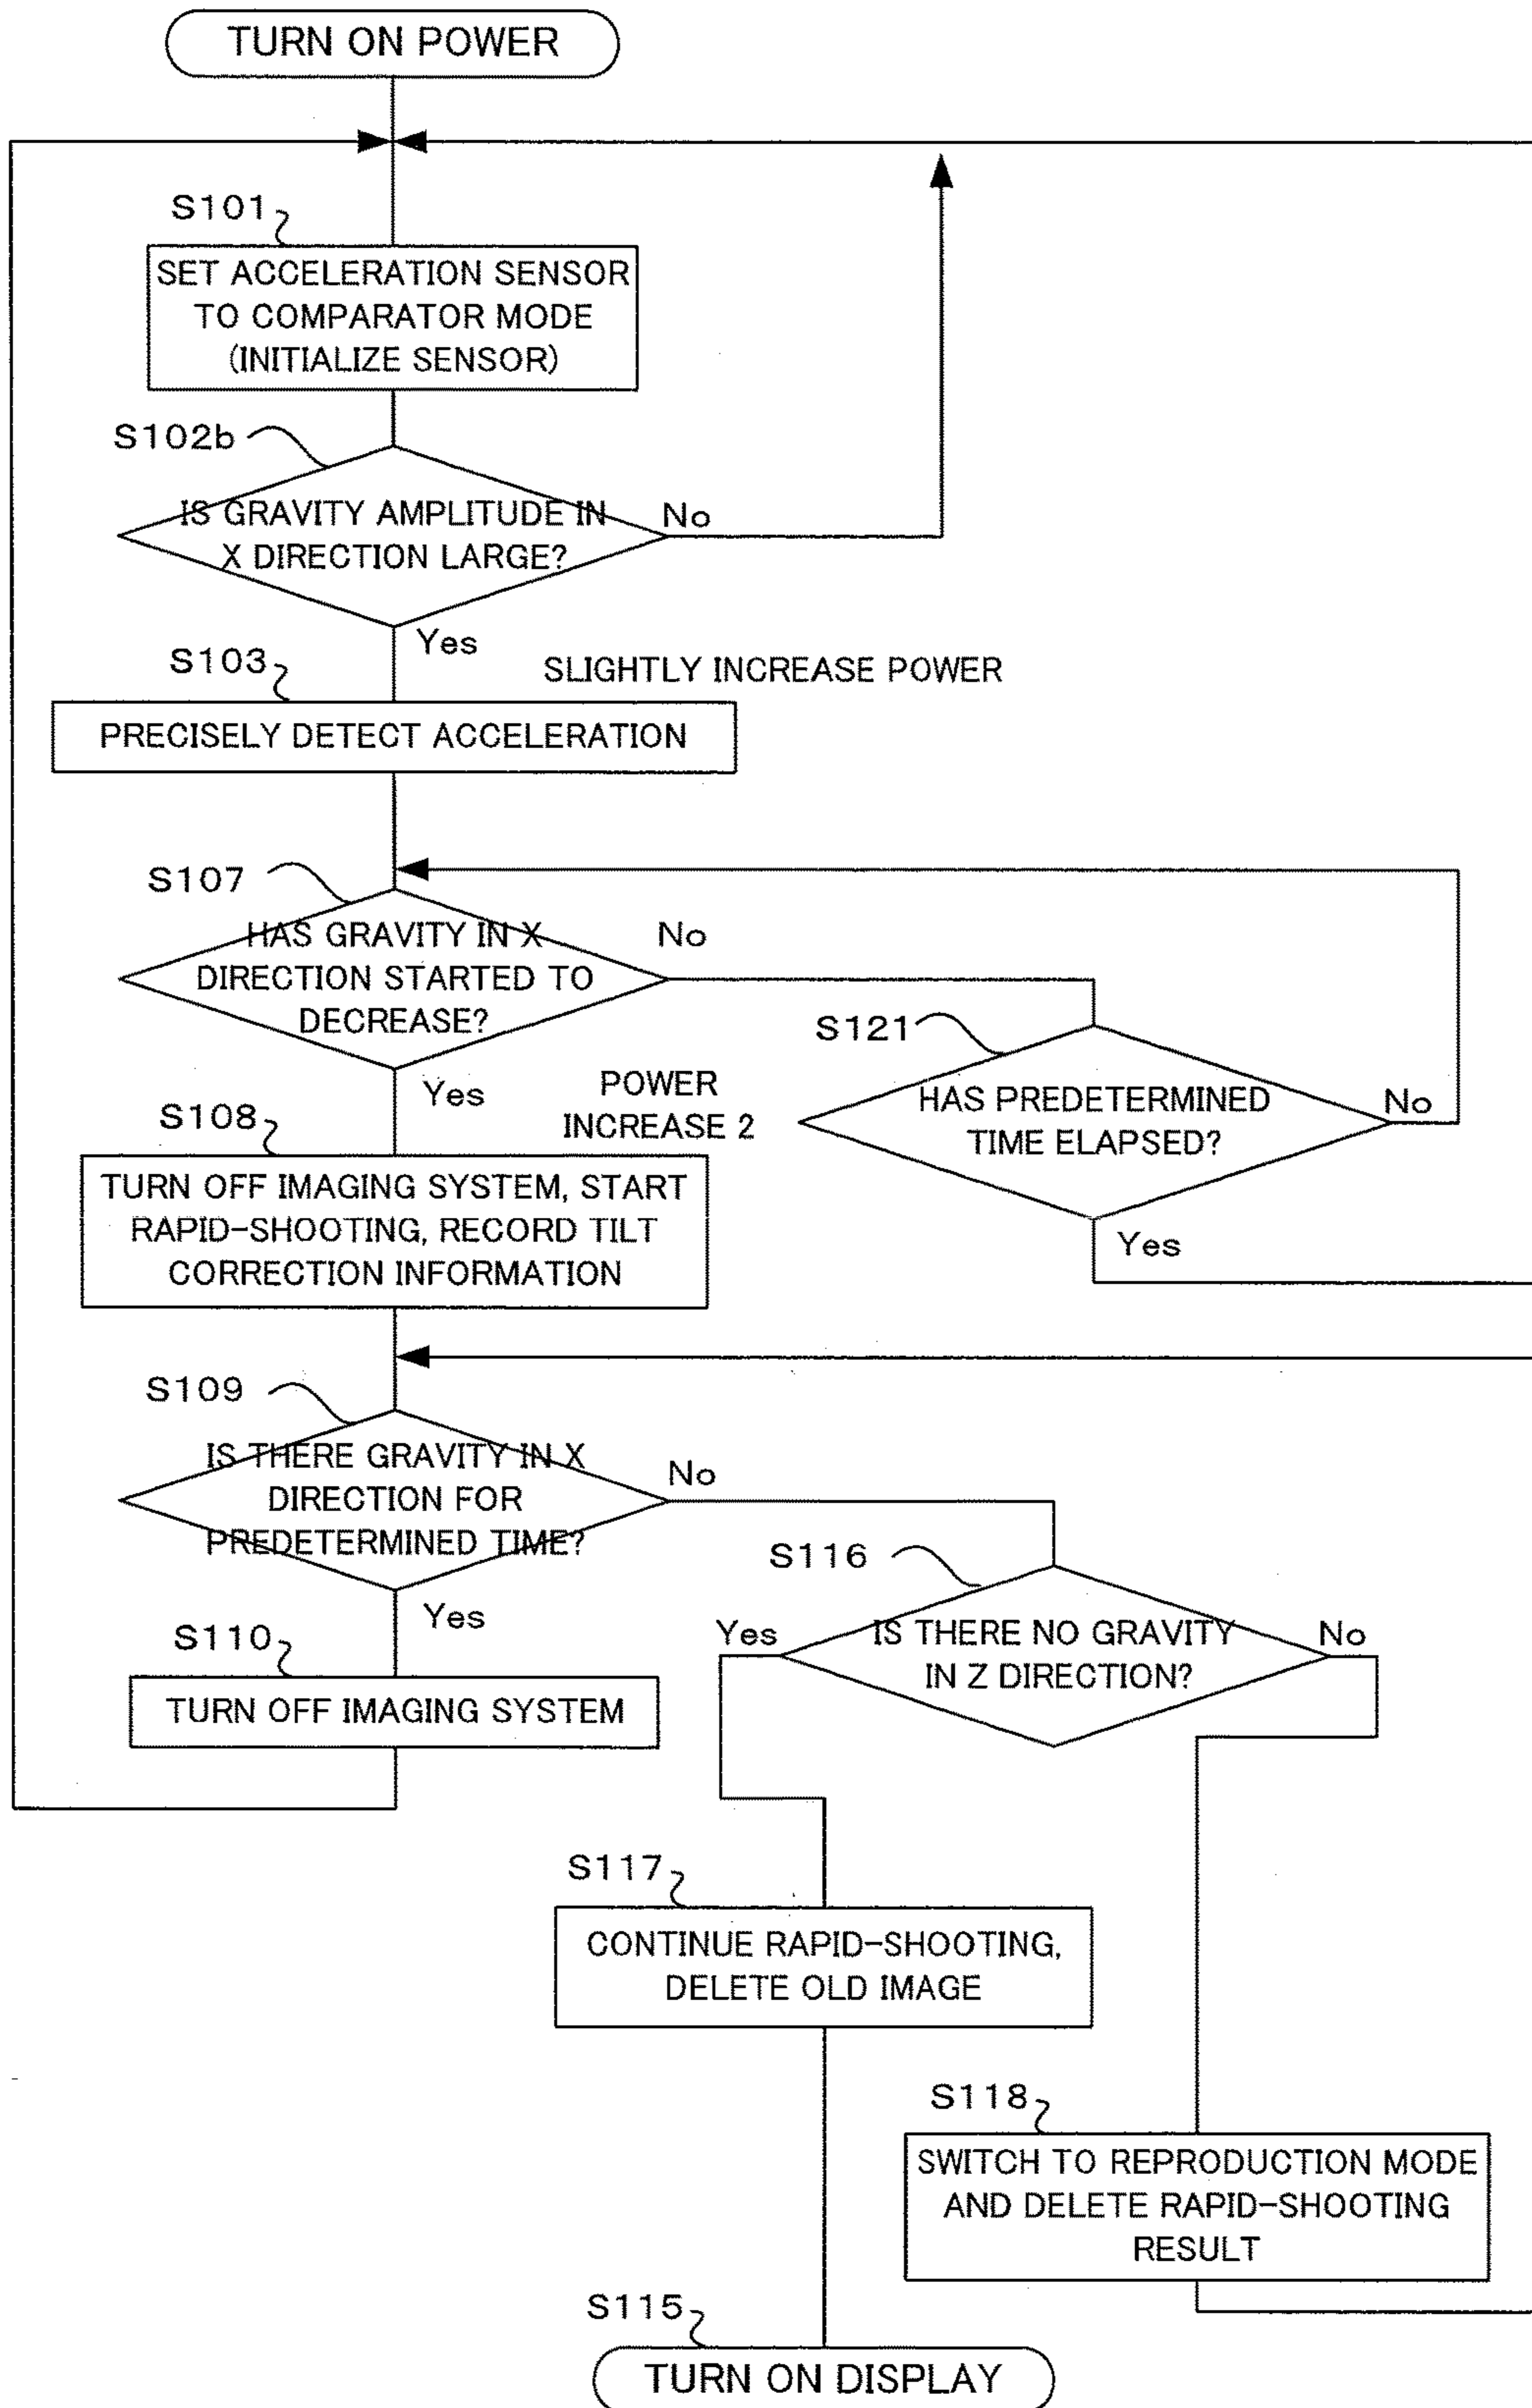 TURN ON POWER
S101
SET ACCELERATION SENSOR
TO COMPARATOR MODE
(INITIALIZE SENSOR)
S102b
IS GRAVITY AMPLITUDE IN
X DIRECTION LARGE?
No
Yes
S103
SLIGHTLY INCREASE POWER
PRECISELY DETECT ACCELERATION
S107
HAS GRAVITY IN X
DIRECTION STARTED TO
DECREASE?
No
Yes
S121
HAS PREDETERMINED
TIME ELAPSED?
No
Yes
POWER
INCREASE 2
S108
TURN OFF IMAGING SYSTEM, START
RAPID-SHOOTING, RECORD TILT
CORRECTION INFORMATION
S109
IS THERE GRAVITY IN X
DIRECTION FOR
PREDETERMINED TIME?
No
Yes
S110
TURN OFF IMAGING SYSTEM
S116
IS THERE NO GRAVITY
IN Z DIRECTION?
Yes
No
S117
CONTINUE RAPID-SHOOTING,
DELETE OLD IMAGE
S118
SWITCH TO REPRODUCTION MODE
AND DELETE RAPID-SHOOTING
RESULT
S115
TURN ON DISPLAY